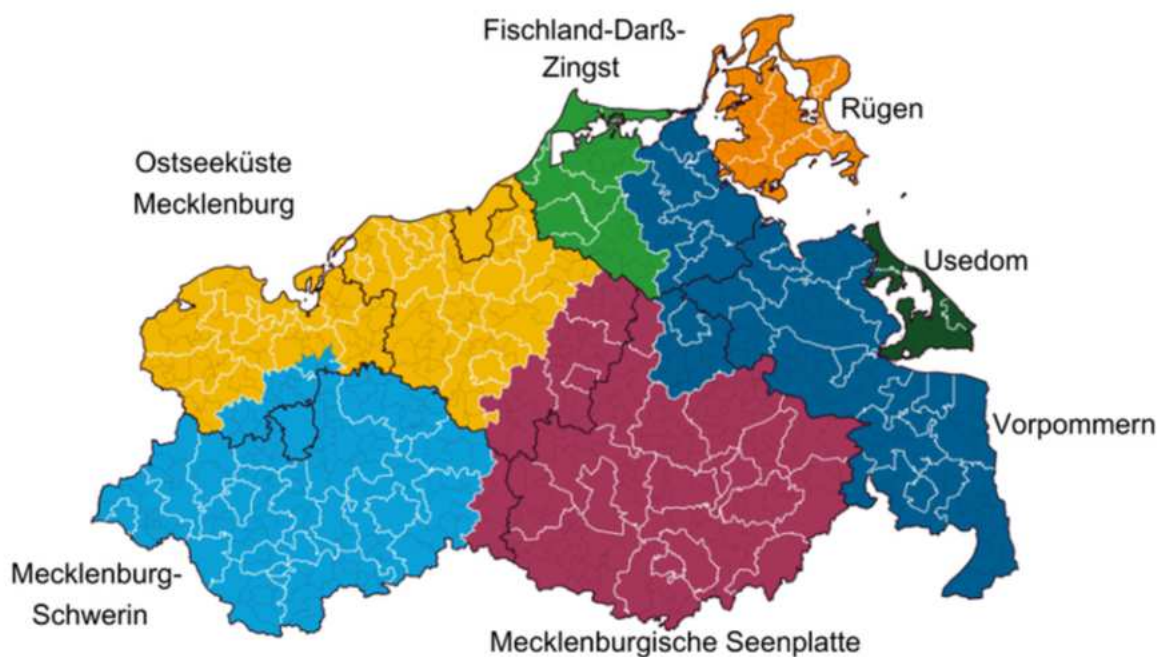 Fischland-Darß-
Zingst
Rügen
Ostseeküste
Mecklenburg
Usedom
Vorpommern
Mecklenburg-
Schwerin
Mecklenburgische Seenplatte